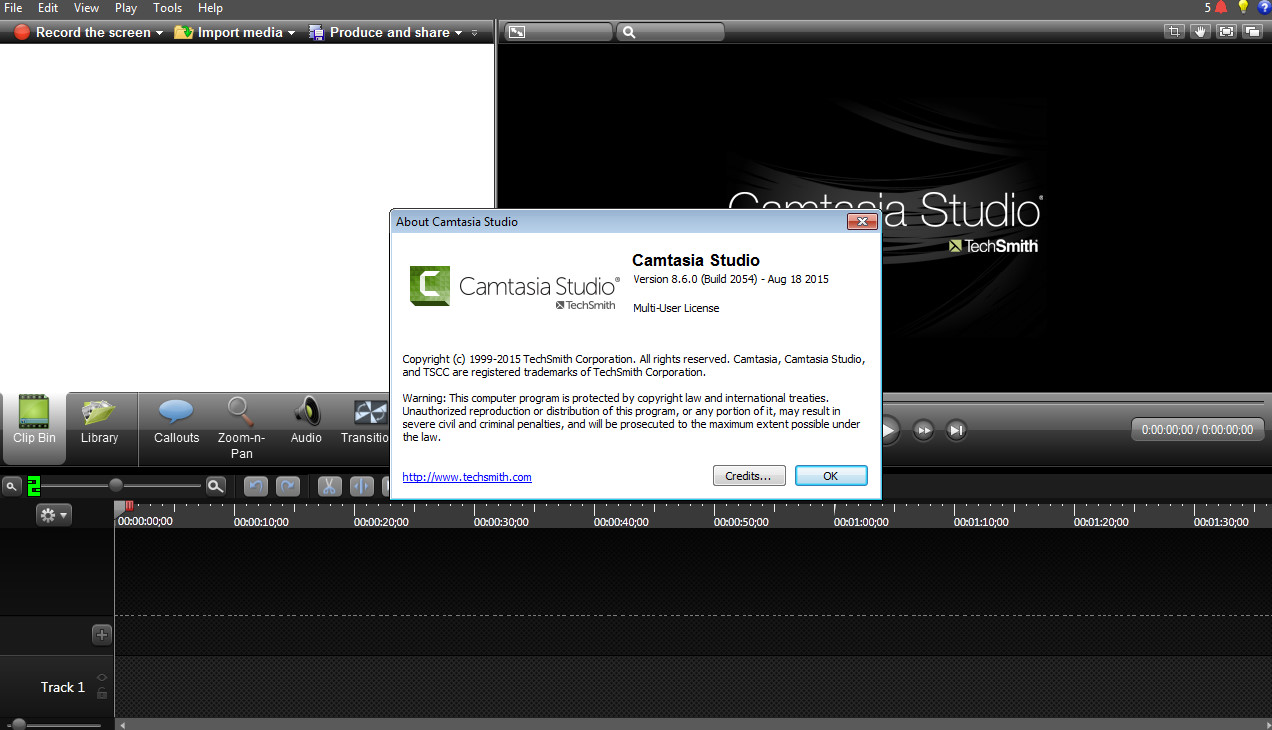 File Edit View Play Tools Help 5
Record the screen Import media Produce and share
Camtasia Studio®
TechSmith
About Camtasia Studio
Camtasia Studio
Version 8.6.0 (Build 2054) - Aug 18 2015
Camtasia Studio®
TechSmith
Multi-User License
Copyright (c) 1999-2015 TechSmith Corporation. All rights reserved. Camtasia, Camtasia Studio,
and TSCC are registered trademarks of TechSmith Corporation.
Warning: This computer program is protected by copyright law and international treaties.
Unauthorized reproduction or distribution of this program, or any portion of it, may result in
severe civil and criminal penalties, and will be prosecuted to the maximum extent possible under
the law.
http://www.techsmith.com Credits... OK
Clip Bin Library Callouts Zoom-n-
Pan Audio Transitio
0:00:00;00 / 0:00:00;00
2
00:00:00;00 00:00:10;00 00:00:20;00 00:00:30;00 00:00:40;00 00:00:50;00 00:01:00;00 00:01:10;00 00:01:20;00 00:01:30;00
Track 1